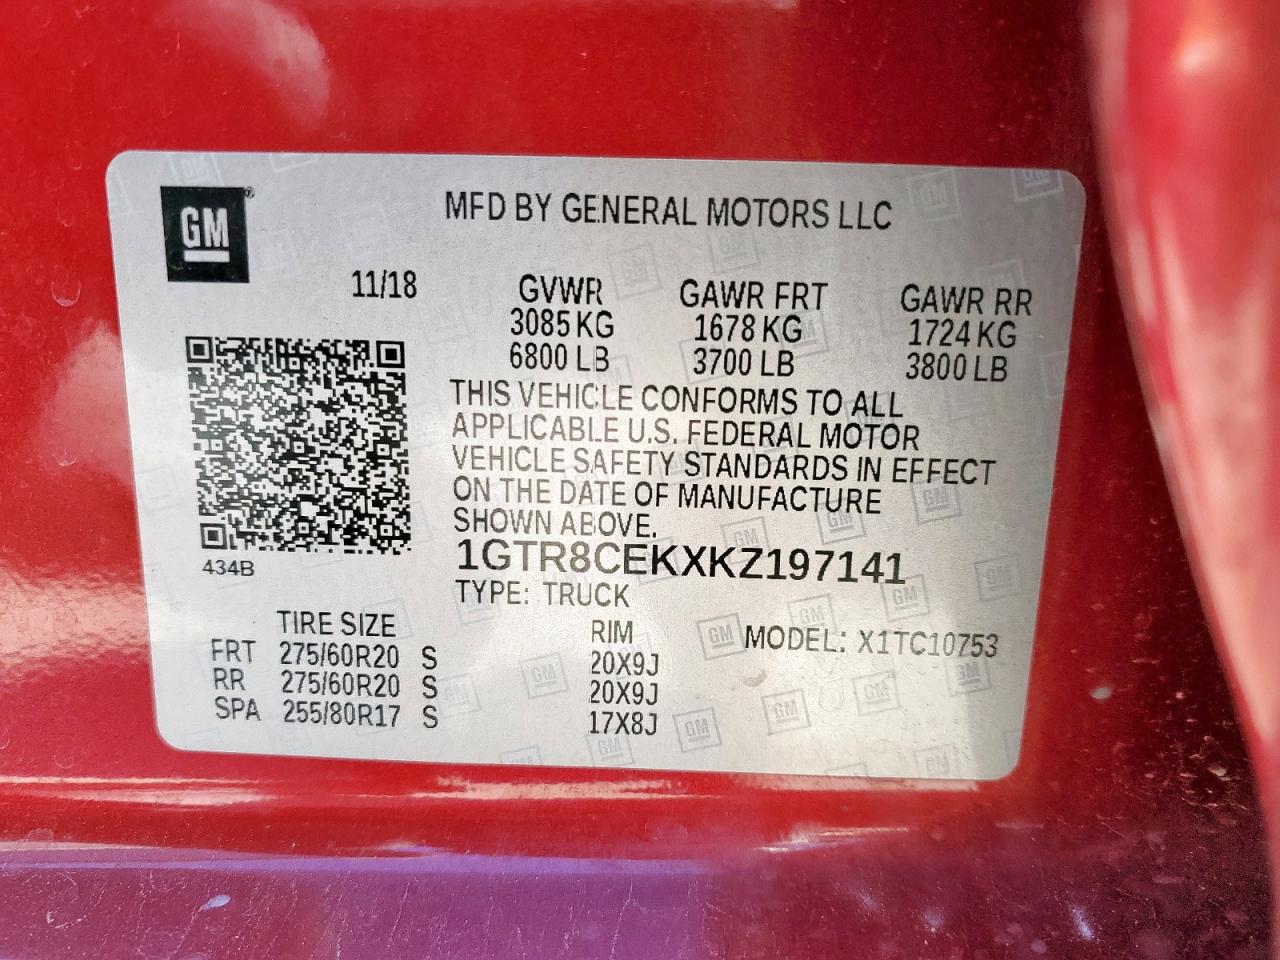 GM
MFD BY GENERAL MOTORS LLC
11/18
GVWR GAWR FRT GAWR RR
3085 KG 1678 KG 1724 KG
6800 LB 3700 LB 3800 LB
THIS VEHICLE CONFORMS TO ALL
APPLICABLE U.S. FEDERAL MOTOR
VEHICLE SAFETY STANDARDS IN EFFECT
ON THE DATE OF MANUFACTURE
SHOWN ABOVE.
1GTR8CEKXKZ197141
434B
TYPE: TRUCK
TIRE SIZE RIM MODEL: X1TC10753
FRT 275/60R20 S 20X9J
RR 275/60R20 S 20X9J
SPA 255/80R17 S 17X8J